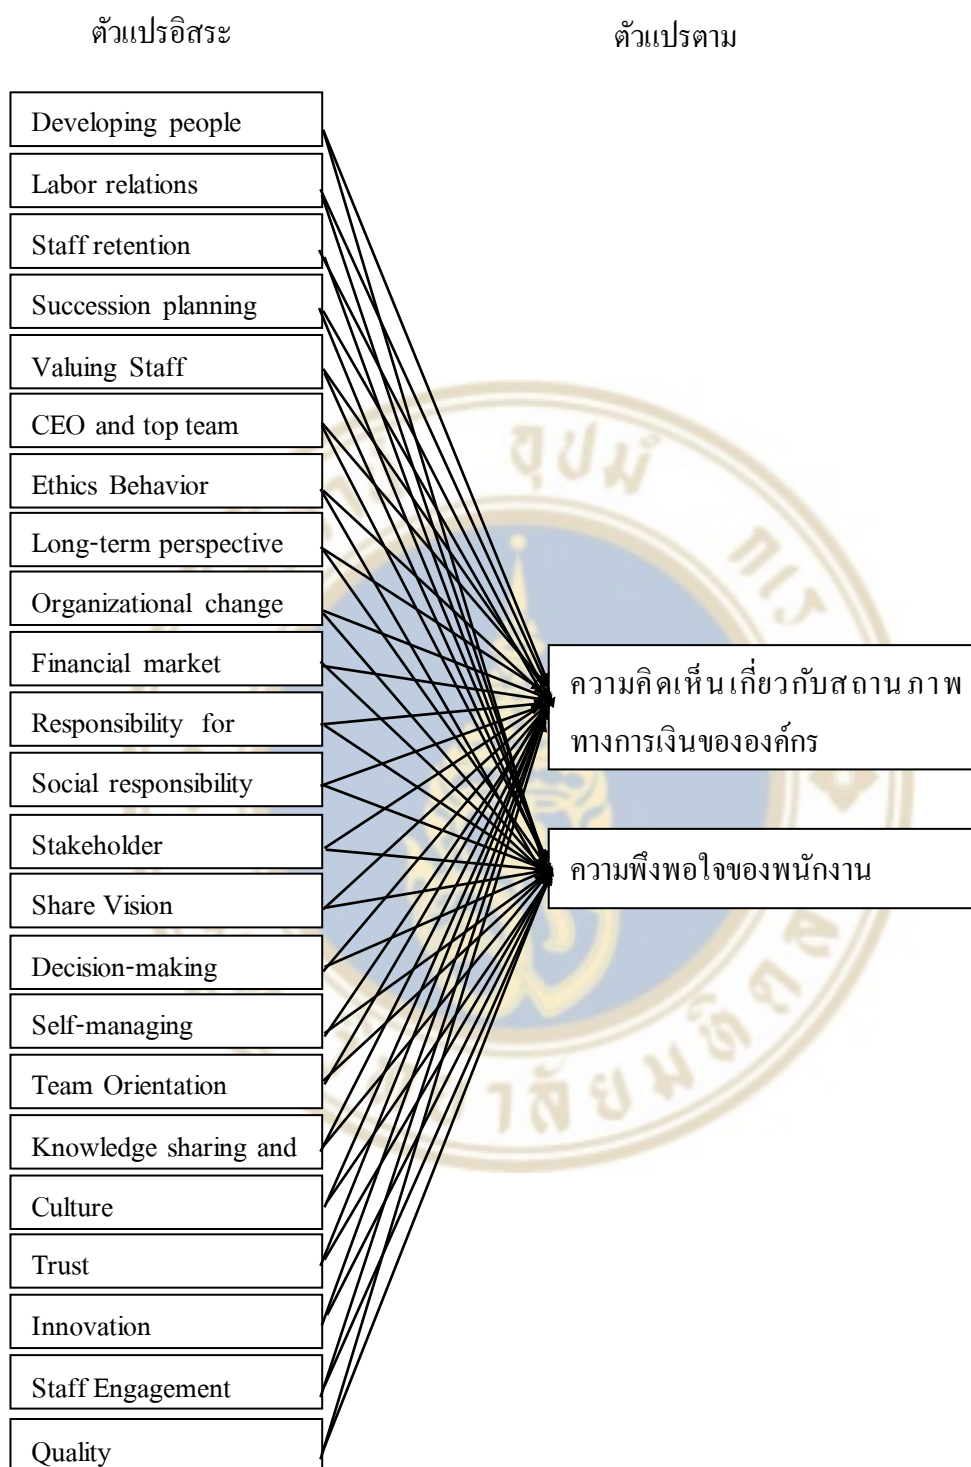 ตัวแปรอิสระ
ตัวแปรตาม
Developing people
Labor relations
Staff retention
Succession planning
Valuing Staff
CEO and top team
Ethics Behavior
Long-term perspective
Organizational change
Financial market
Responsibility for
Social responsibility
Stakeholder
Share Vision
Decision-making
Self-managing
Team Orientation
Knowledge sharing and
Culture
Trust
Innovation
Staff Engagement
Quality
ความคิดเห็นเกี่ยวกับสถานภาพ
ทางการเงินขององค์กร
ความพึงพอใจของพนักงาน